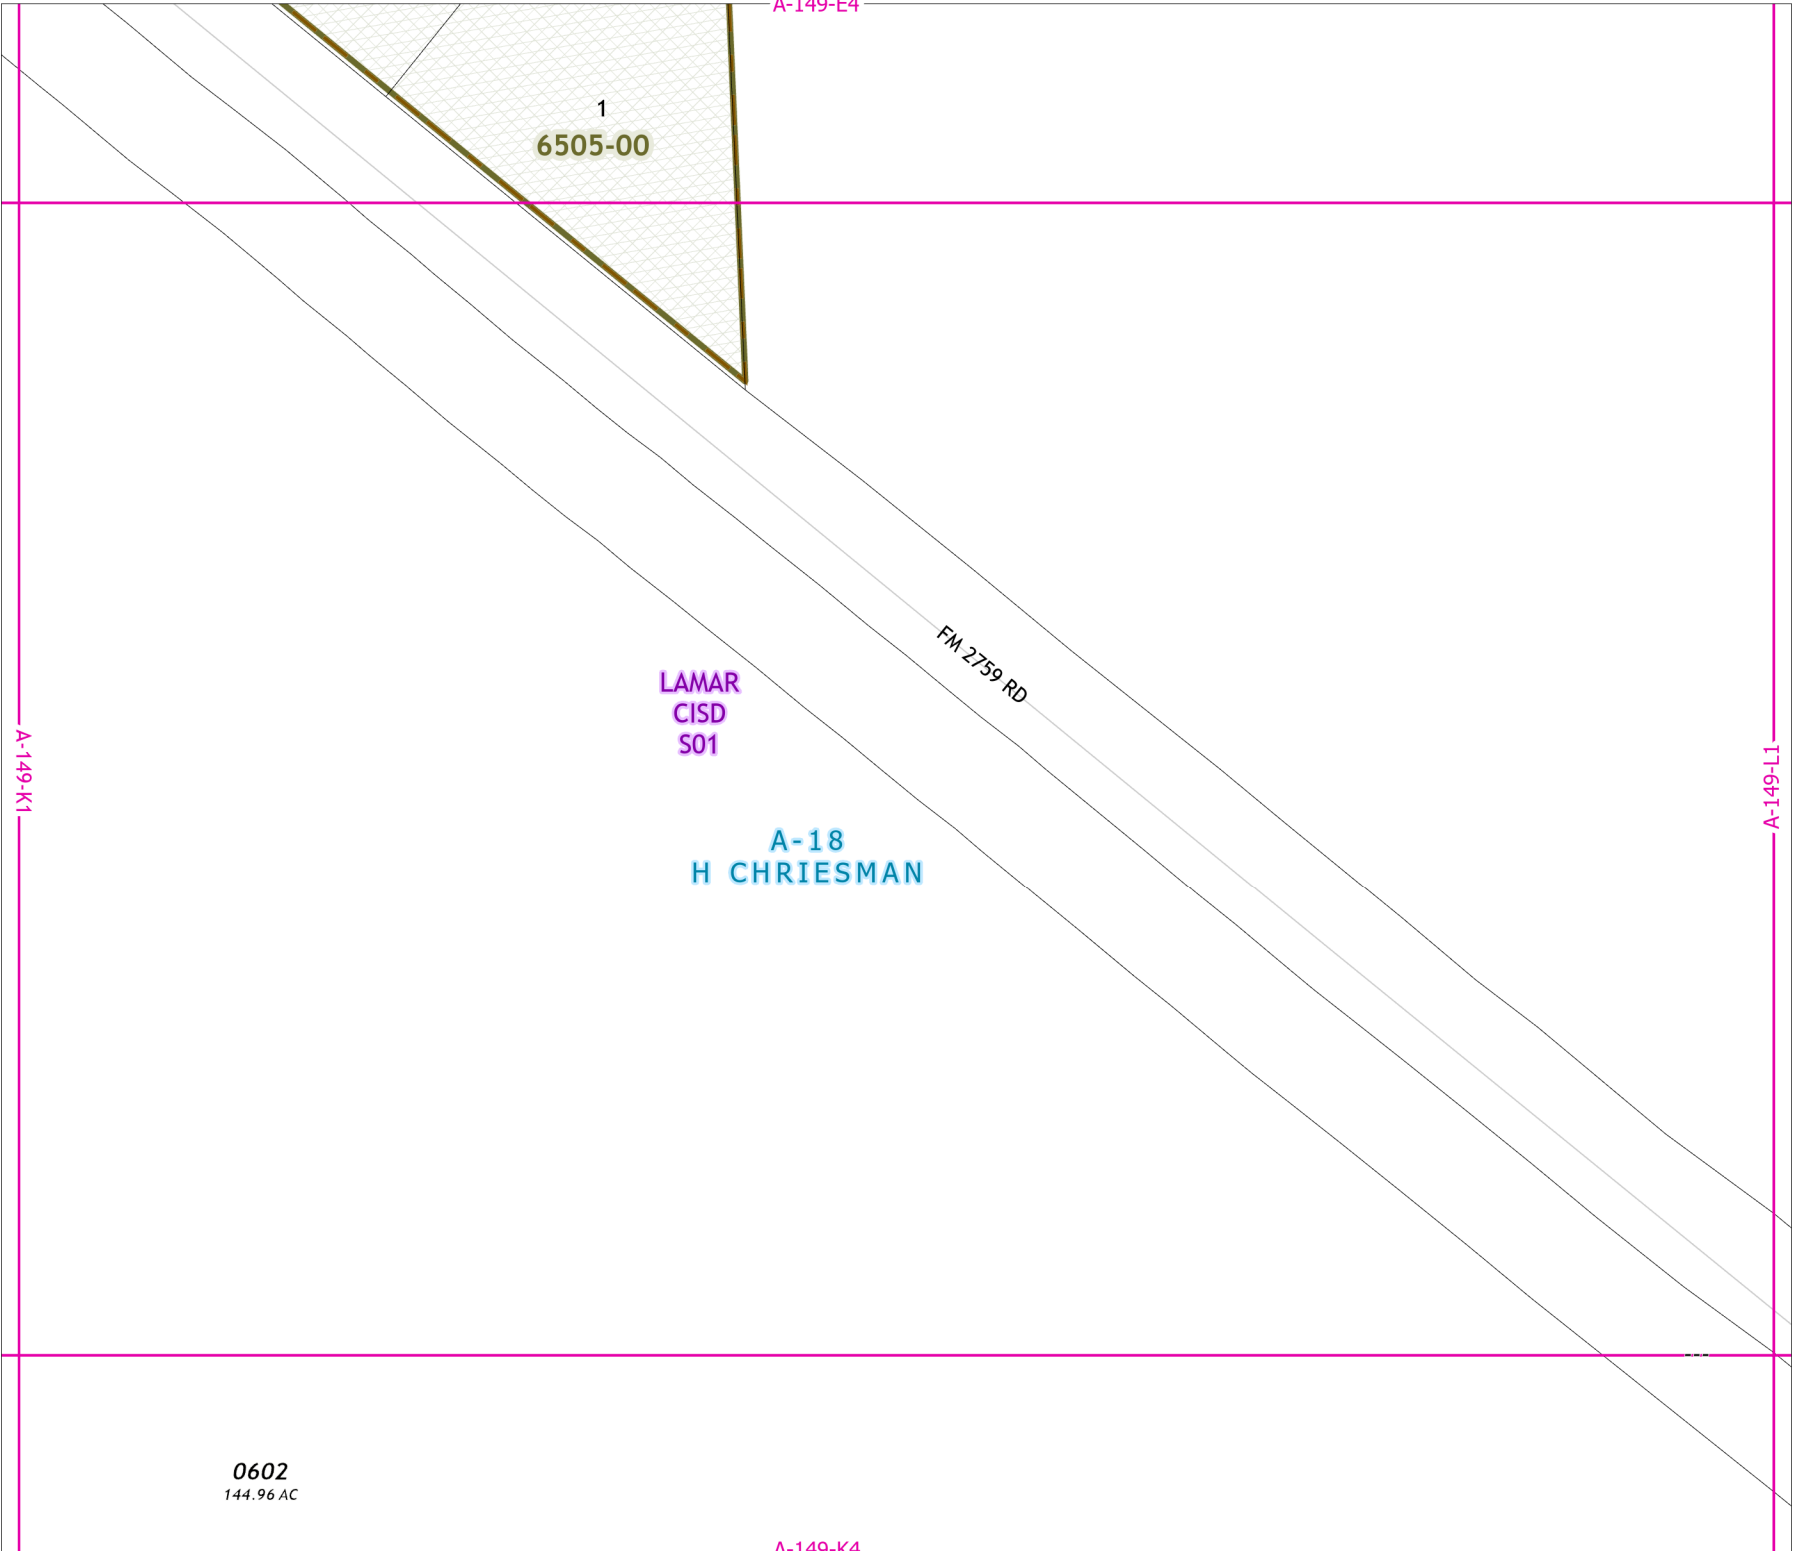 A-149-E4
1
6505-00
FM 2759 RD
LAMAR
CISD
S01
A-149-K1
A-149-L1
A-18
H CHRIESMAN
0602
144.96 AC
A-149-K4